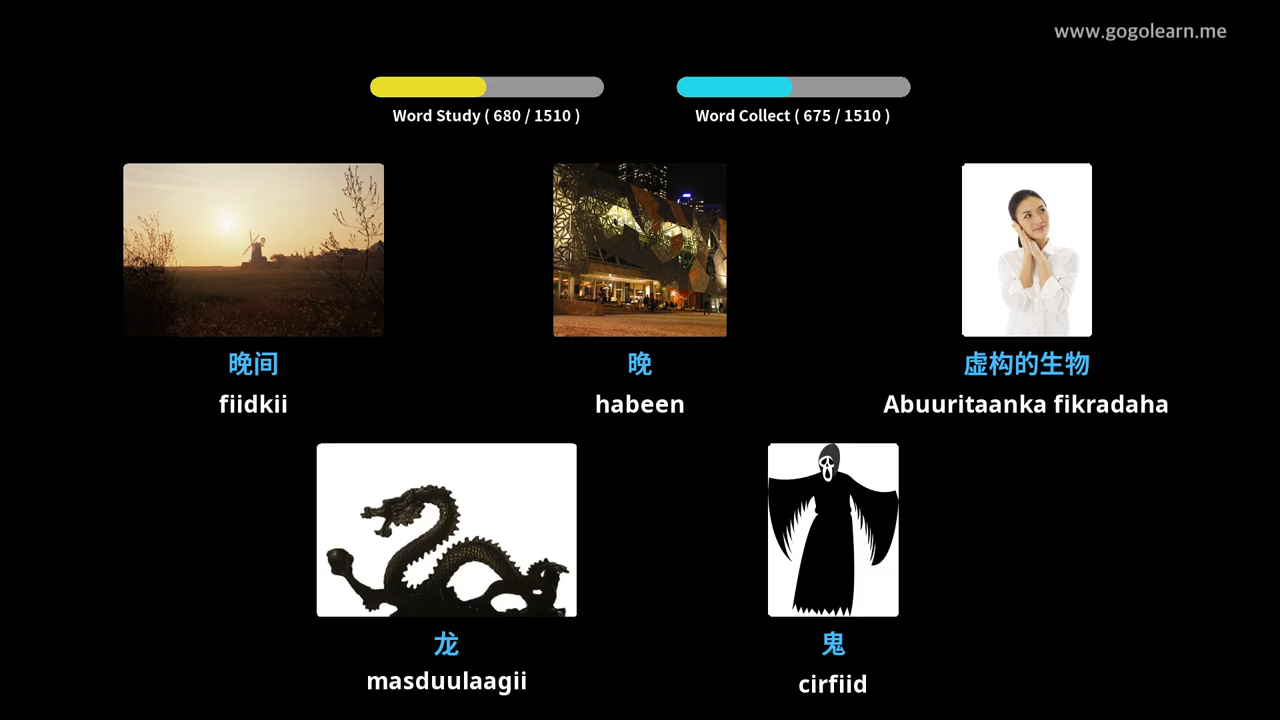 www.gogolearn.me
Word Study ( 680 / 1510 )
Word Collect ( 675 / 1510 )
晚间
fiidkii
晚
habeen
虚构的生物
Abuuritaanka fikradaha
龙
masduulaagii
鬼
cirfiid